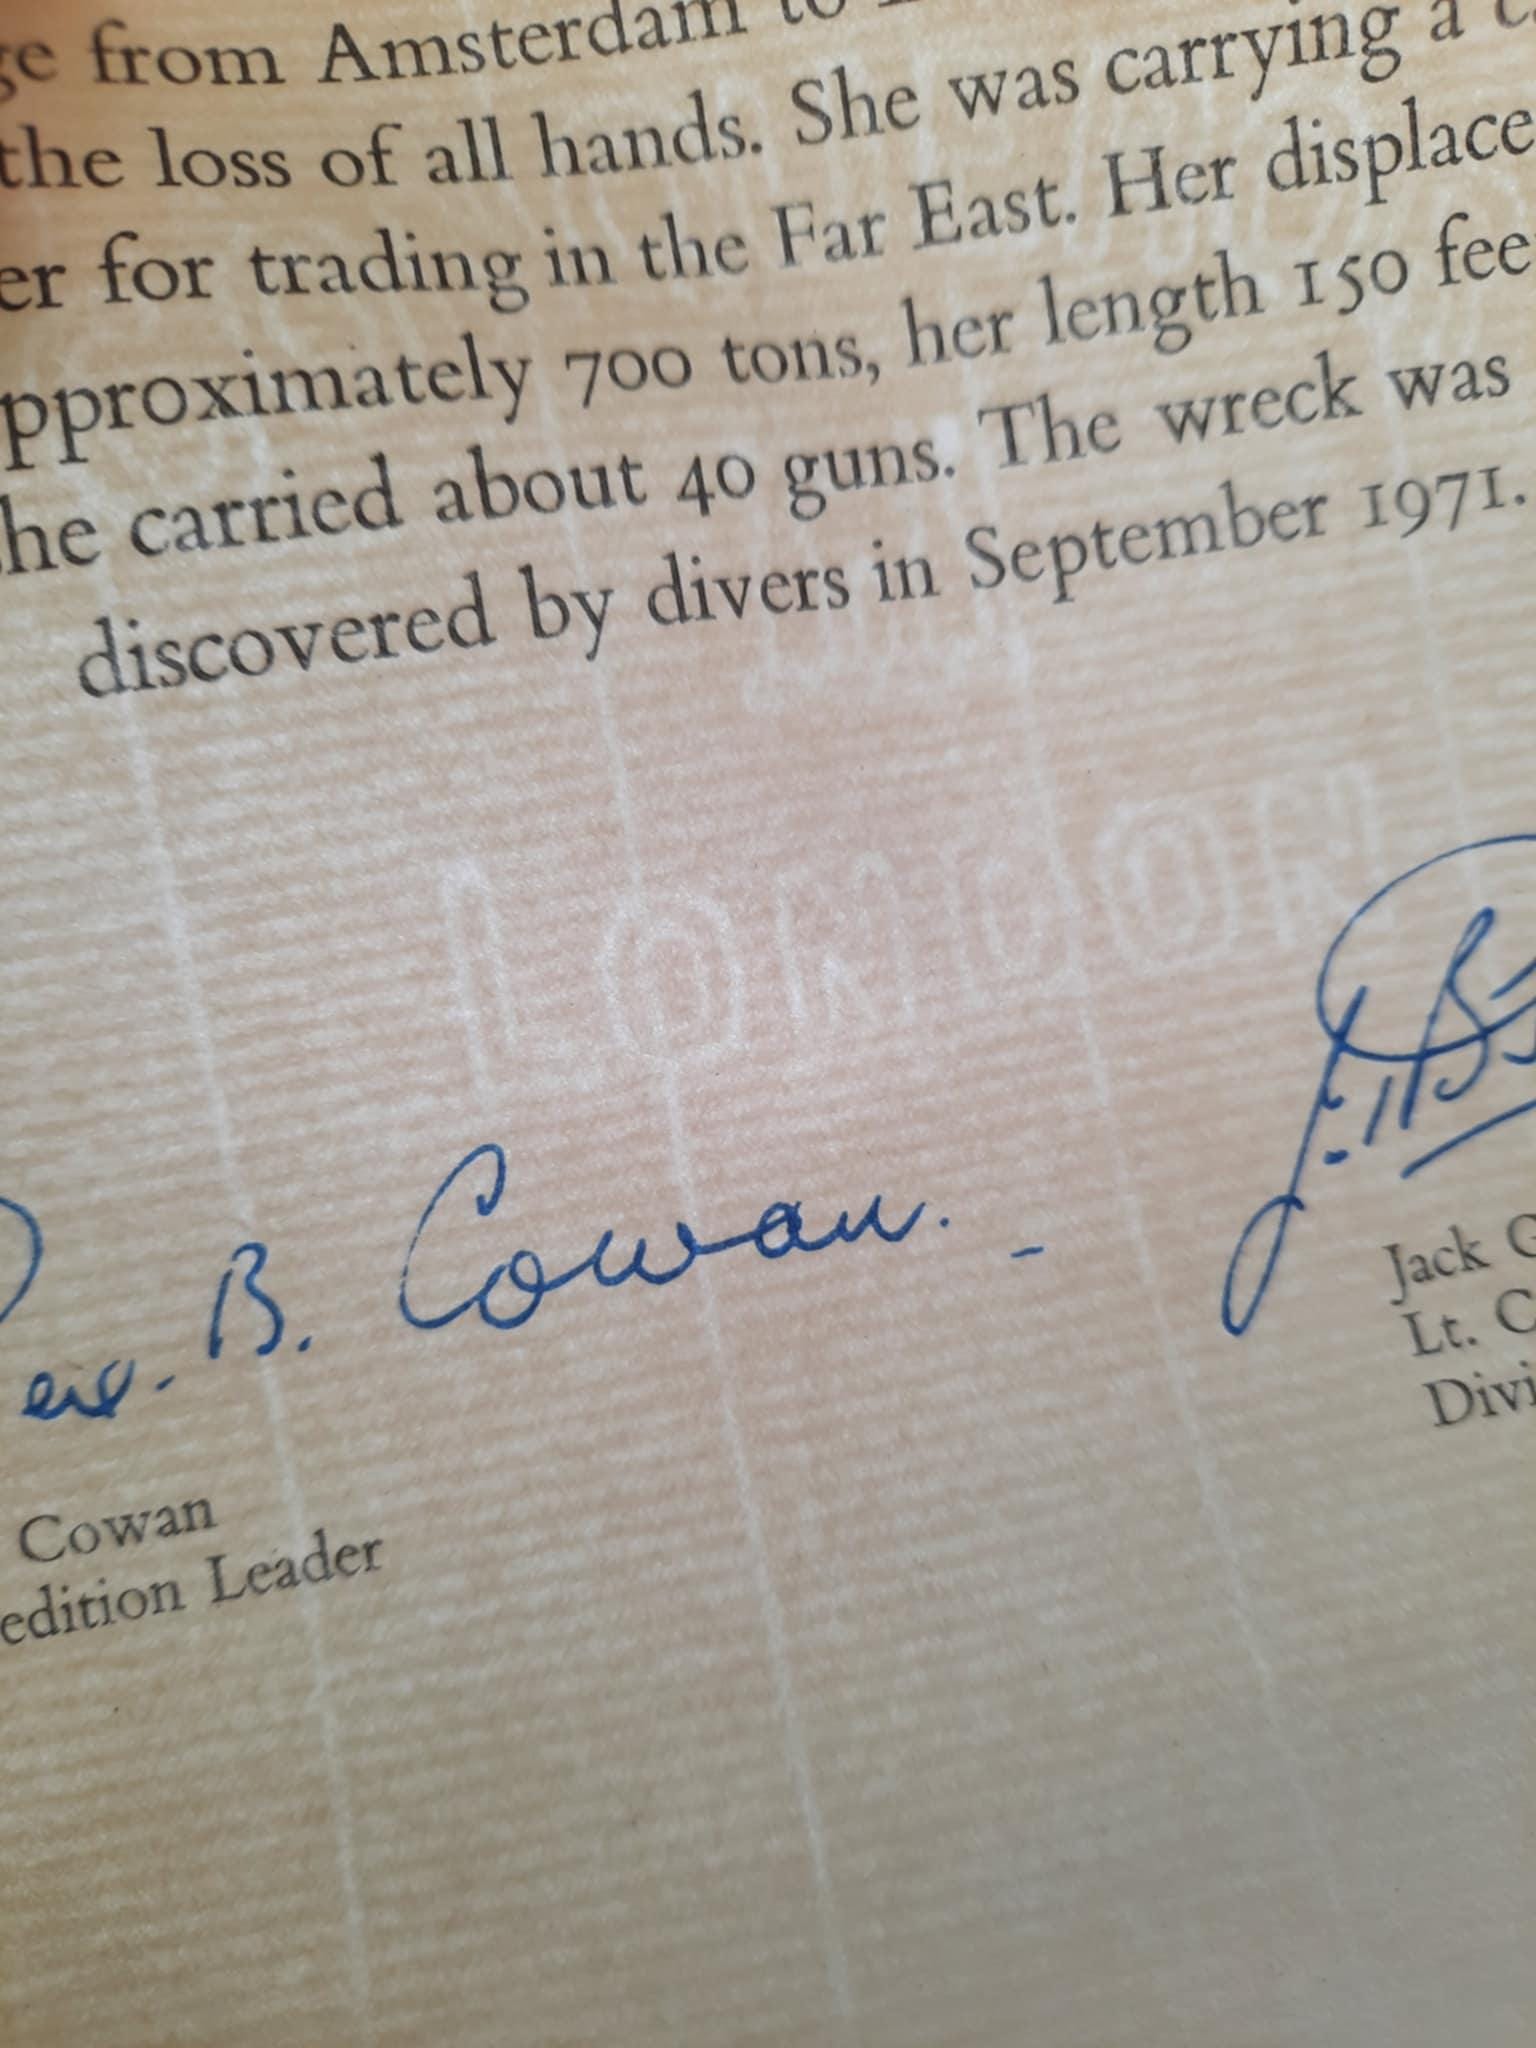 from Amsterdam to
the loss of all hands. She was carrying a
er for trading in the Far East. Her displace
pproximately 700 tons, her length 150 fee
he carried about 40 guns. The wreck was
discovered by divers in September 1971.
LONDON
B. Cowan.
Jack G
Lt. C
Divi
Cowan
edition Leader